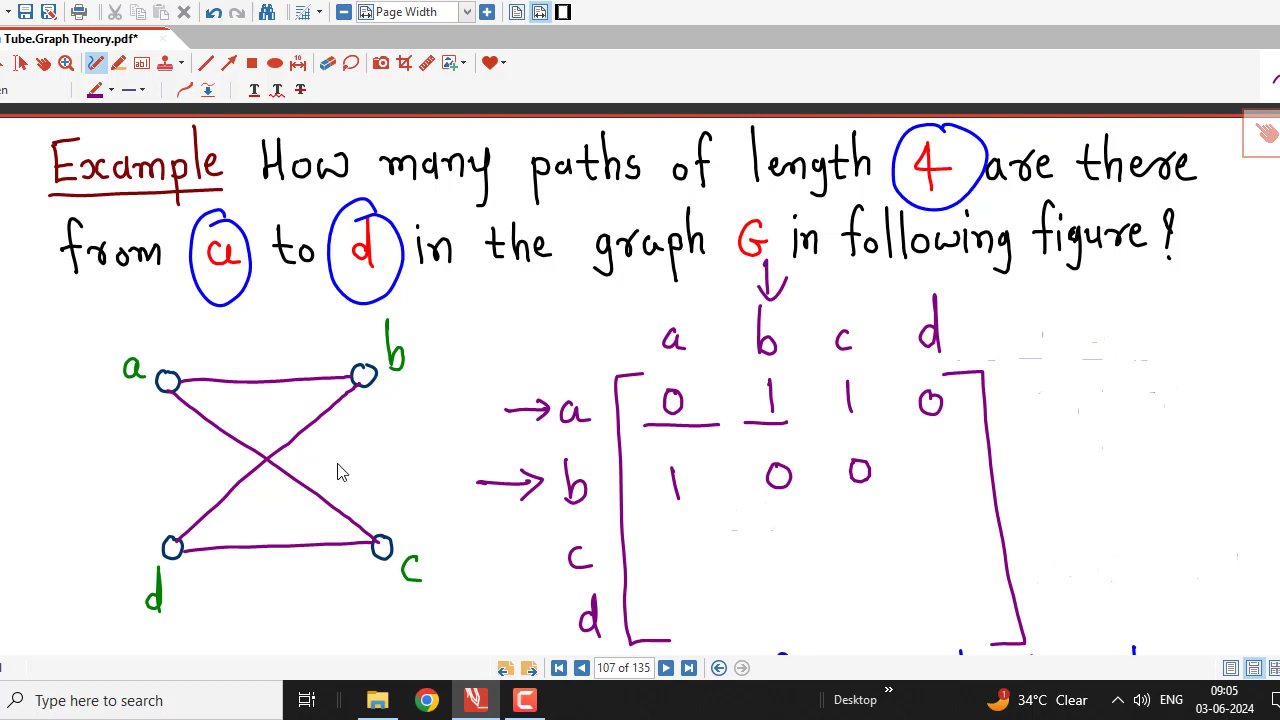 Page Width
Tube.Graph Theory.pdf*
Example How many paths of length 4 are there
from a to d in the graph G in following figure?
a b
d c
a b c d
a 0 1 1 0
b 1 0 0
c
d
107 of 135
Type here to search
Desktop
34°C Clear
ENG
09:05
03-06-2024